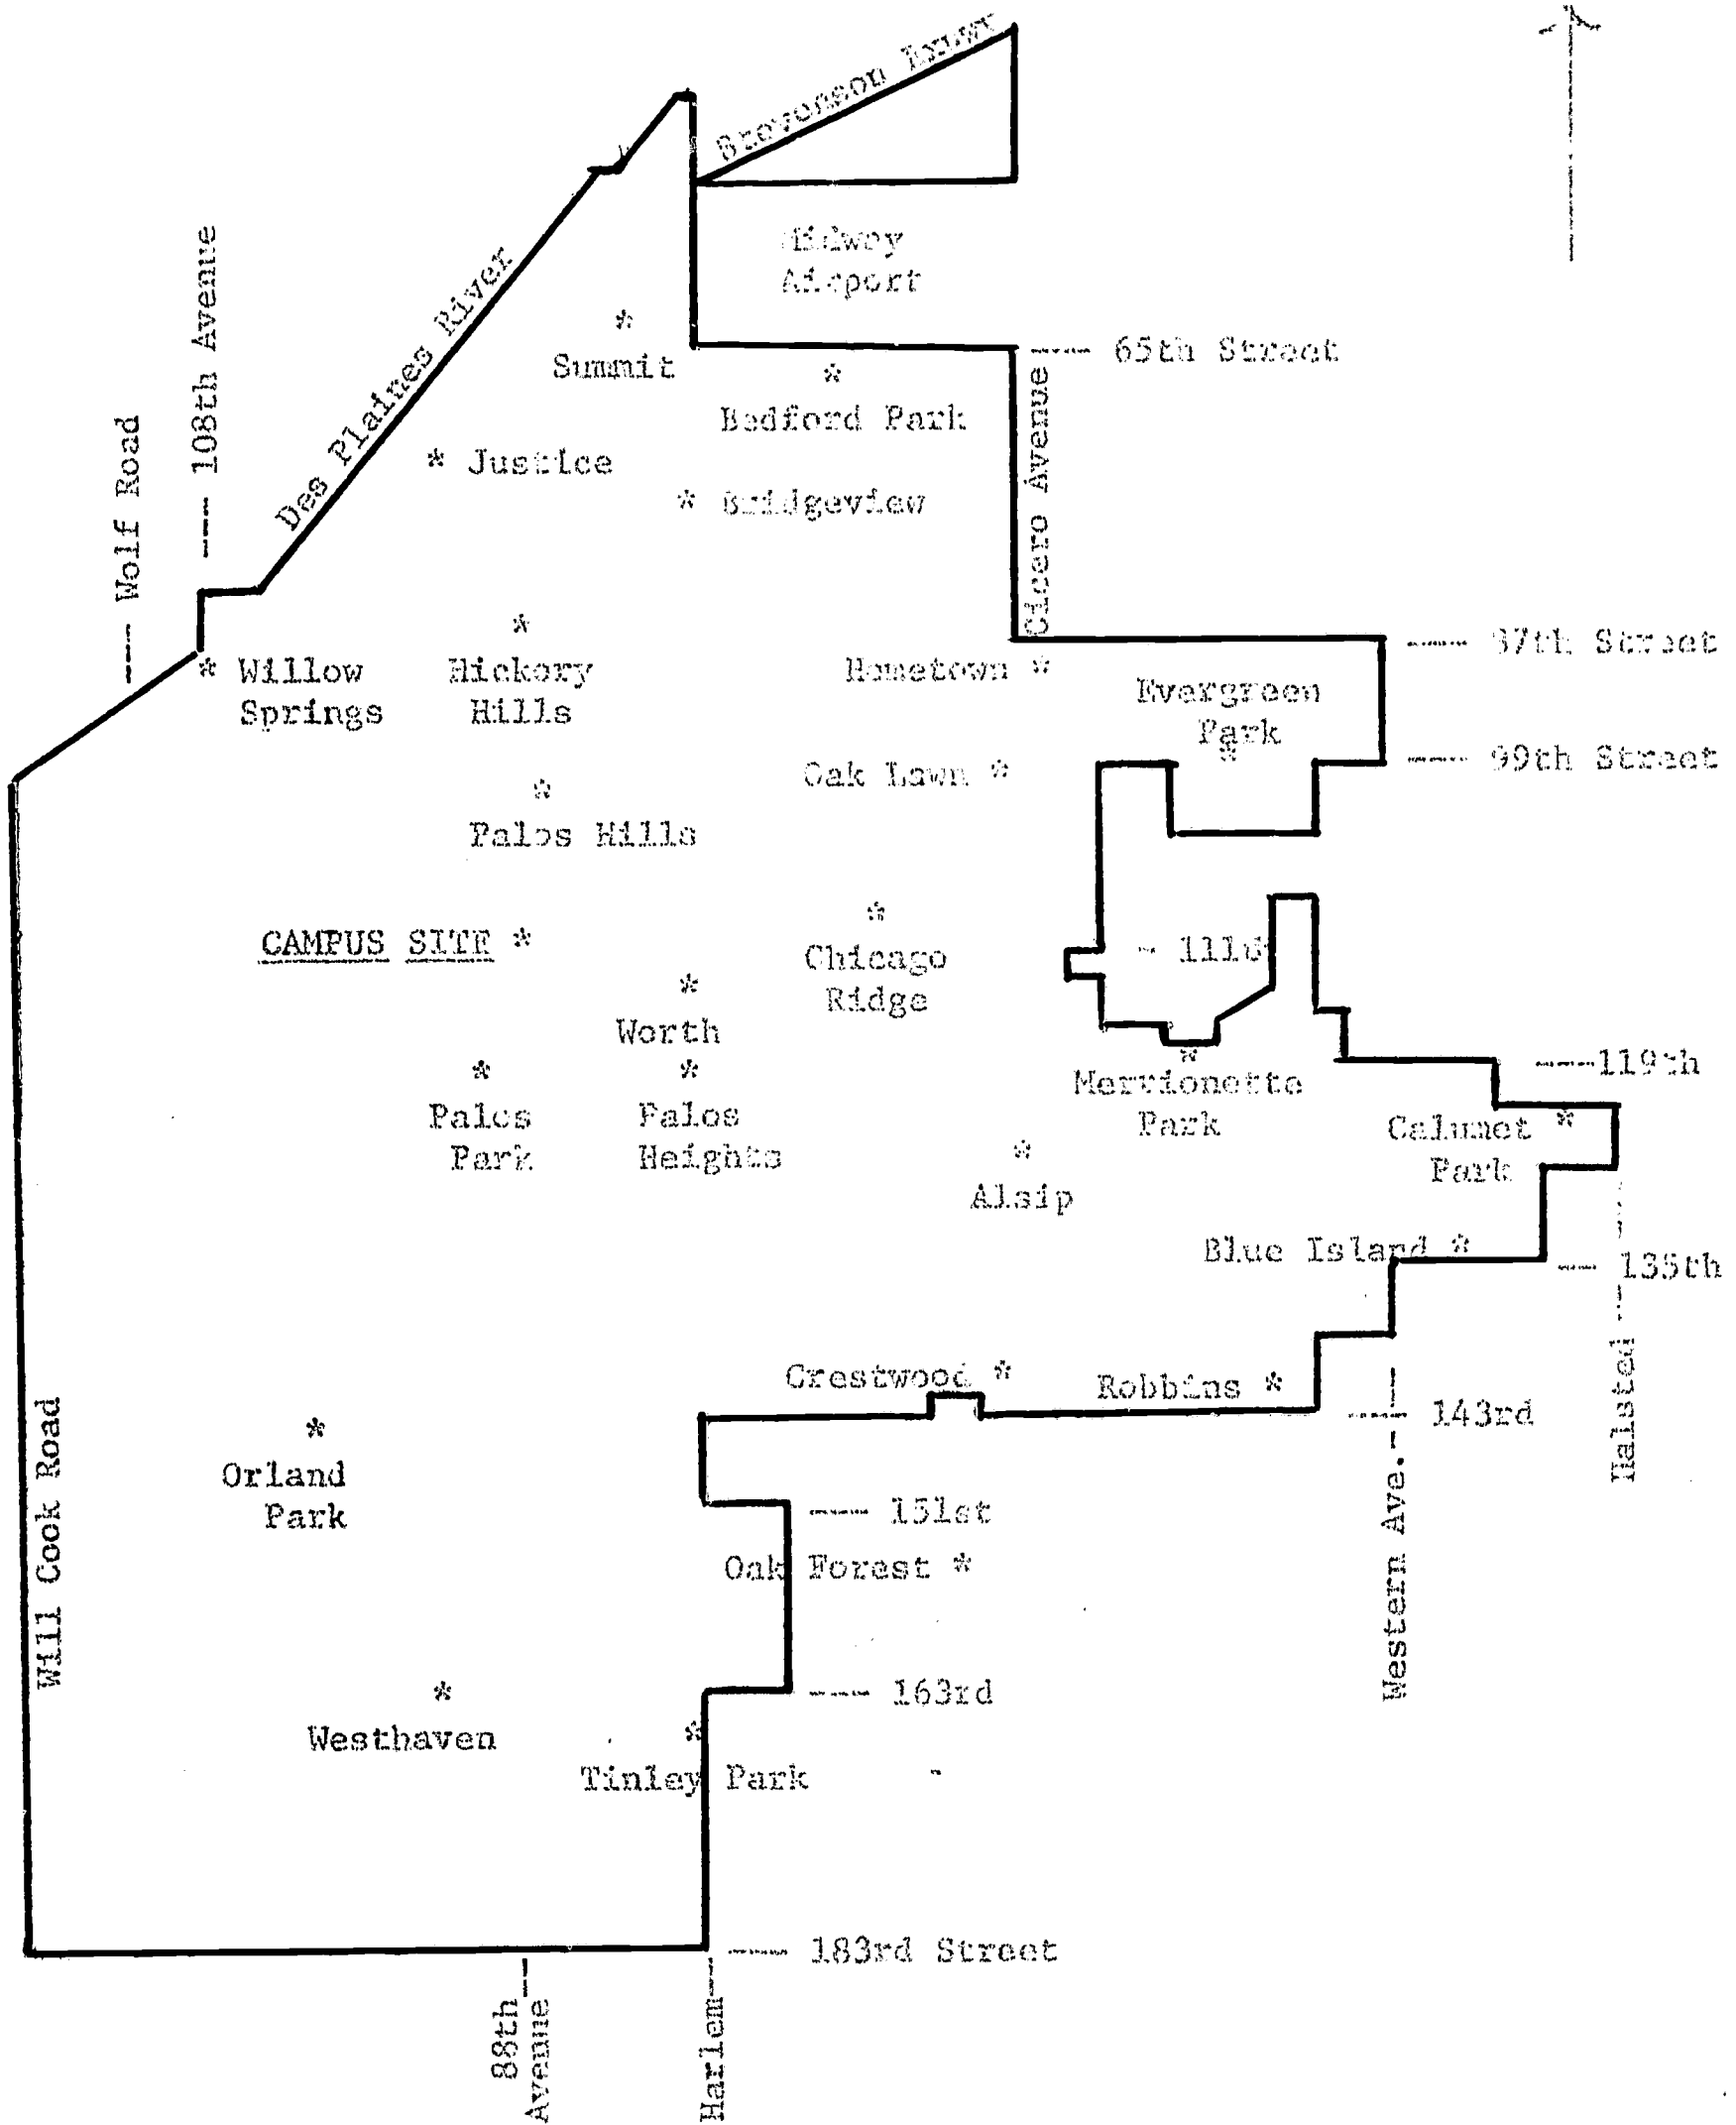 Stevenson
Midway
Airport
Des Plaines River
108th Avenue
Wolf Road
*
Summit
65th Street
*
Bedford Park
Cicero Avenue
* Justice
* Bridgeview
*
* Willow
Springs
Hickory
Hills
Hometown *
87th Street
Evergreen
Park
*
Oak Lawn *
99th Street
*
Palos Hills
CAMPUS SITE *
*
Chicago
Ridge
*
Worth
*
Palos
Park
*
Palos
Heights
*
Merrionette
Park
119th
Calumet *
Park
*
Alsip
Blue Island *
135th
Halsted
Crestwood *
Robbins *
143rd
Western Ave.
*
Orland
Park
151st
Oak Forest *
Will Cook Road
163rd
*
Westhaven
*
Tinley Park
183rd Street
88th
Avenue
Harlem